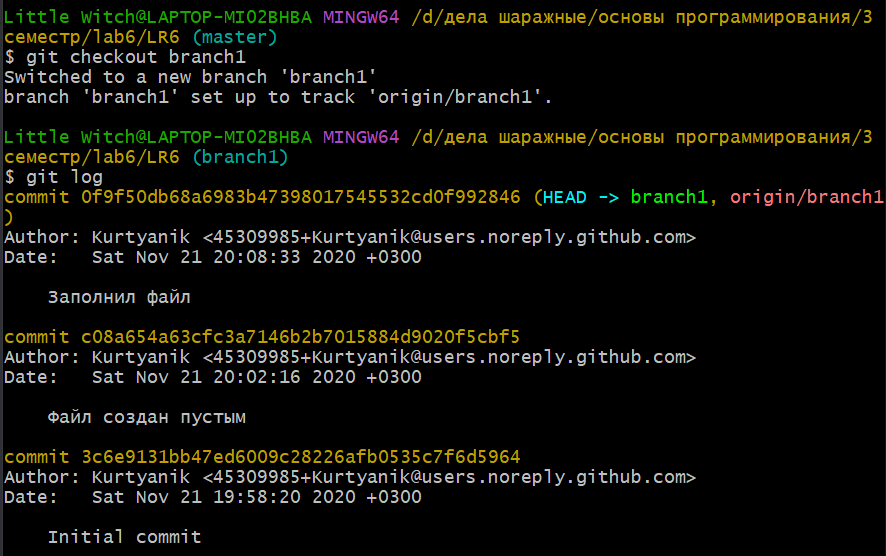 Little Witch@LAPTOP-MI02BHBA MINGW64 /d/дела шаражные/основы программирования/3
семестр/lab6/LR6 (master)
$ git checkout branch1
Switched to a new branch 'branch1'
branch 'branch1' set up to track 'origin/branch1'.
Little Witch@LAPTOP-MI02BHBA MINGW64 /d/дела шаражные/основы программирования/3
семестр/lab6/LR6 (branch1)
$ git log
commit 0f9f50db68a6983b47398017545532cd0f992846 (HEAD -> branch1, origin/branch1
)
Author: Kurtyanik <45309985+Kurtyanik@users.noreply.github.com>
Date:   Sat Nov 21 20:08:33 2020 +0300
Заполнил файл
commit c08a654a63cfc3a7146b2b7015884d9020f5cbf5
Author: Kurtyanik <45309985+Kurtyanik@users.noreply.github.com>
Date:   Sat Nov 21 20:02:16 2020 +0300
Файл создан пустым
commit 3c6e9131bb47ed6009c28226afb0535c7f6d5964
Author: Kurtyanik <45309985+Kurtyanik@users.noreply.github.com>
Date:   Sat Nov 21 19:58:20 2020 +0300
Initial commit